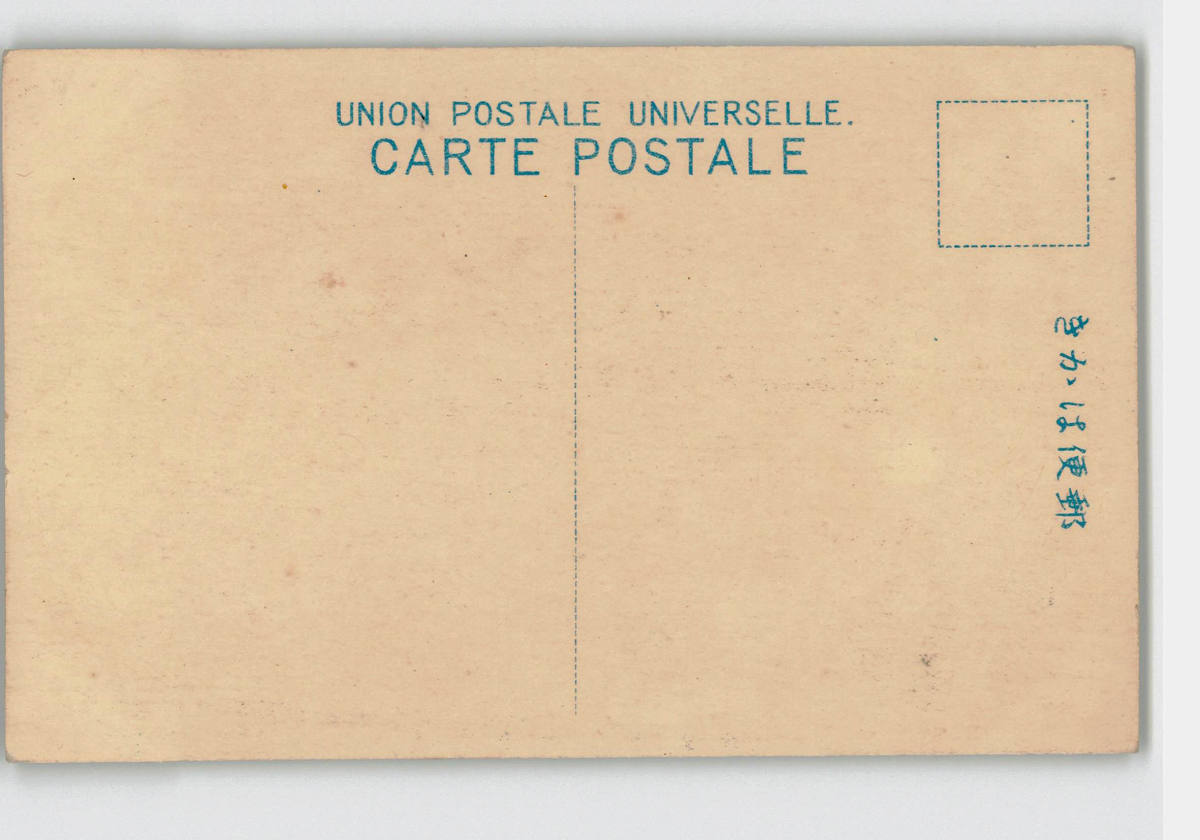 UNION POSTALE UNIVERSELLE.
CARTE POSTALE
郵便はかき